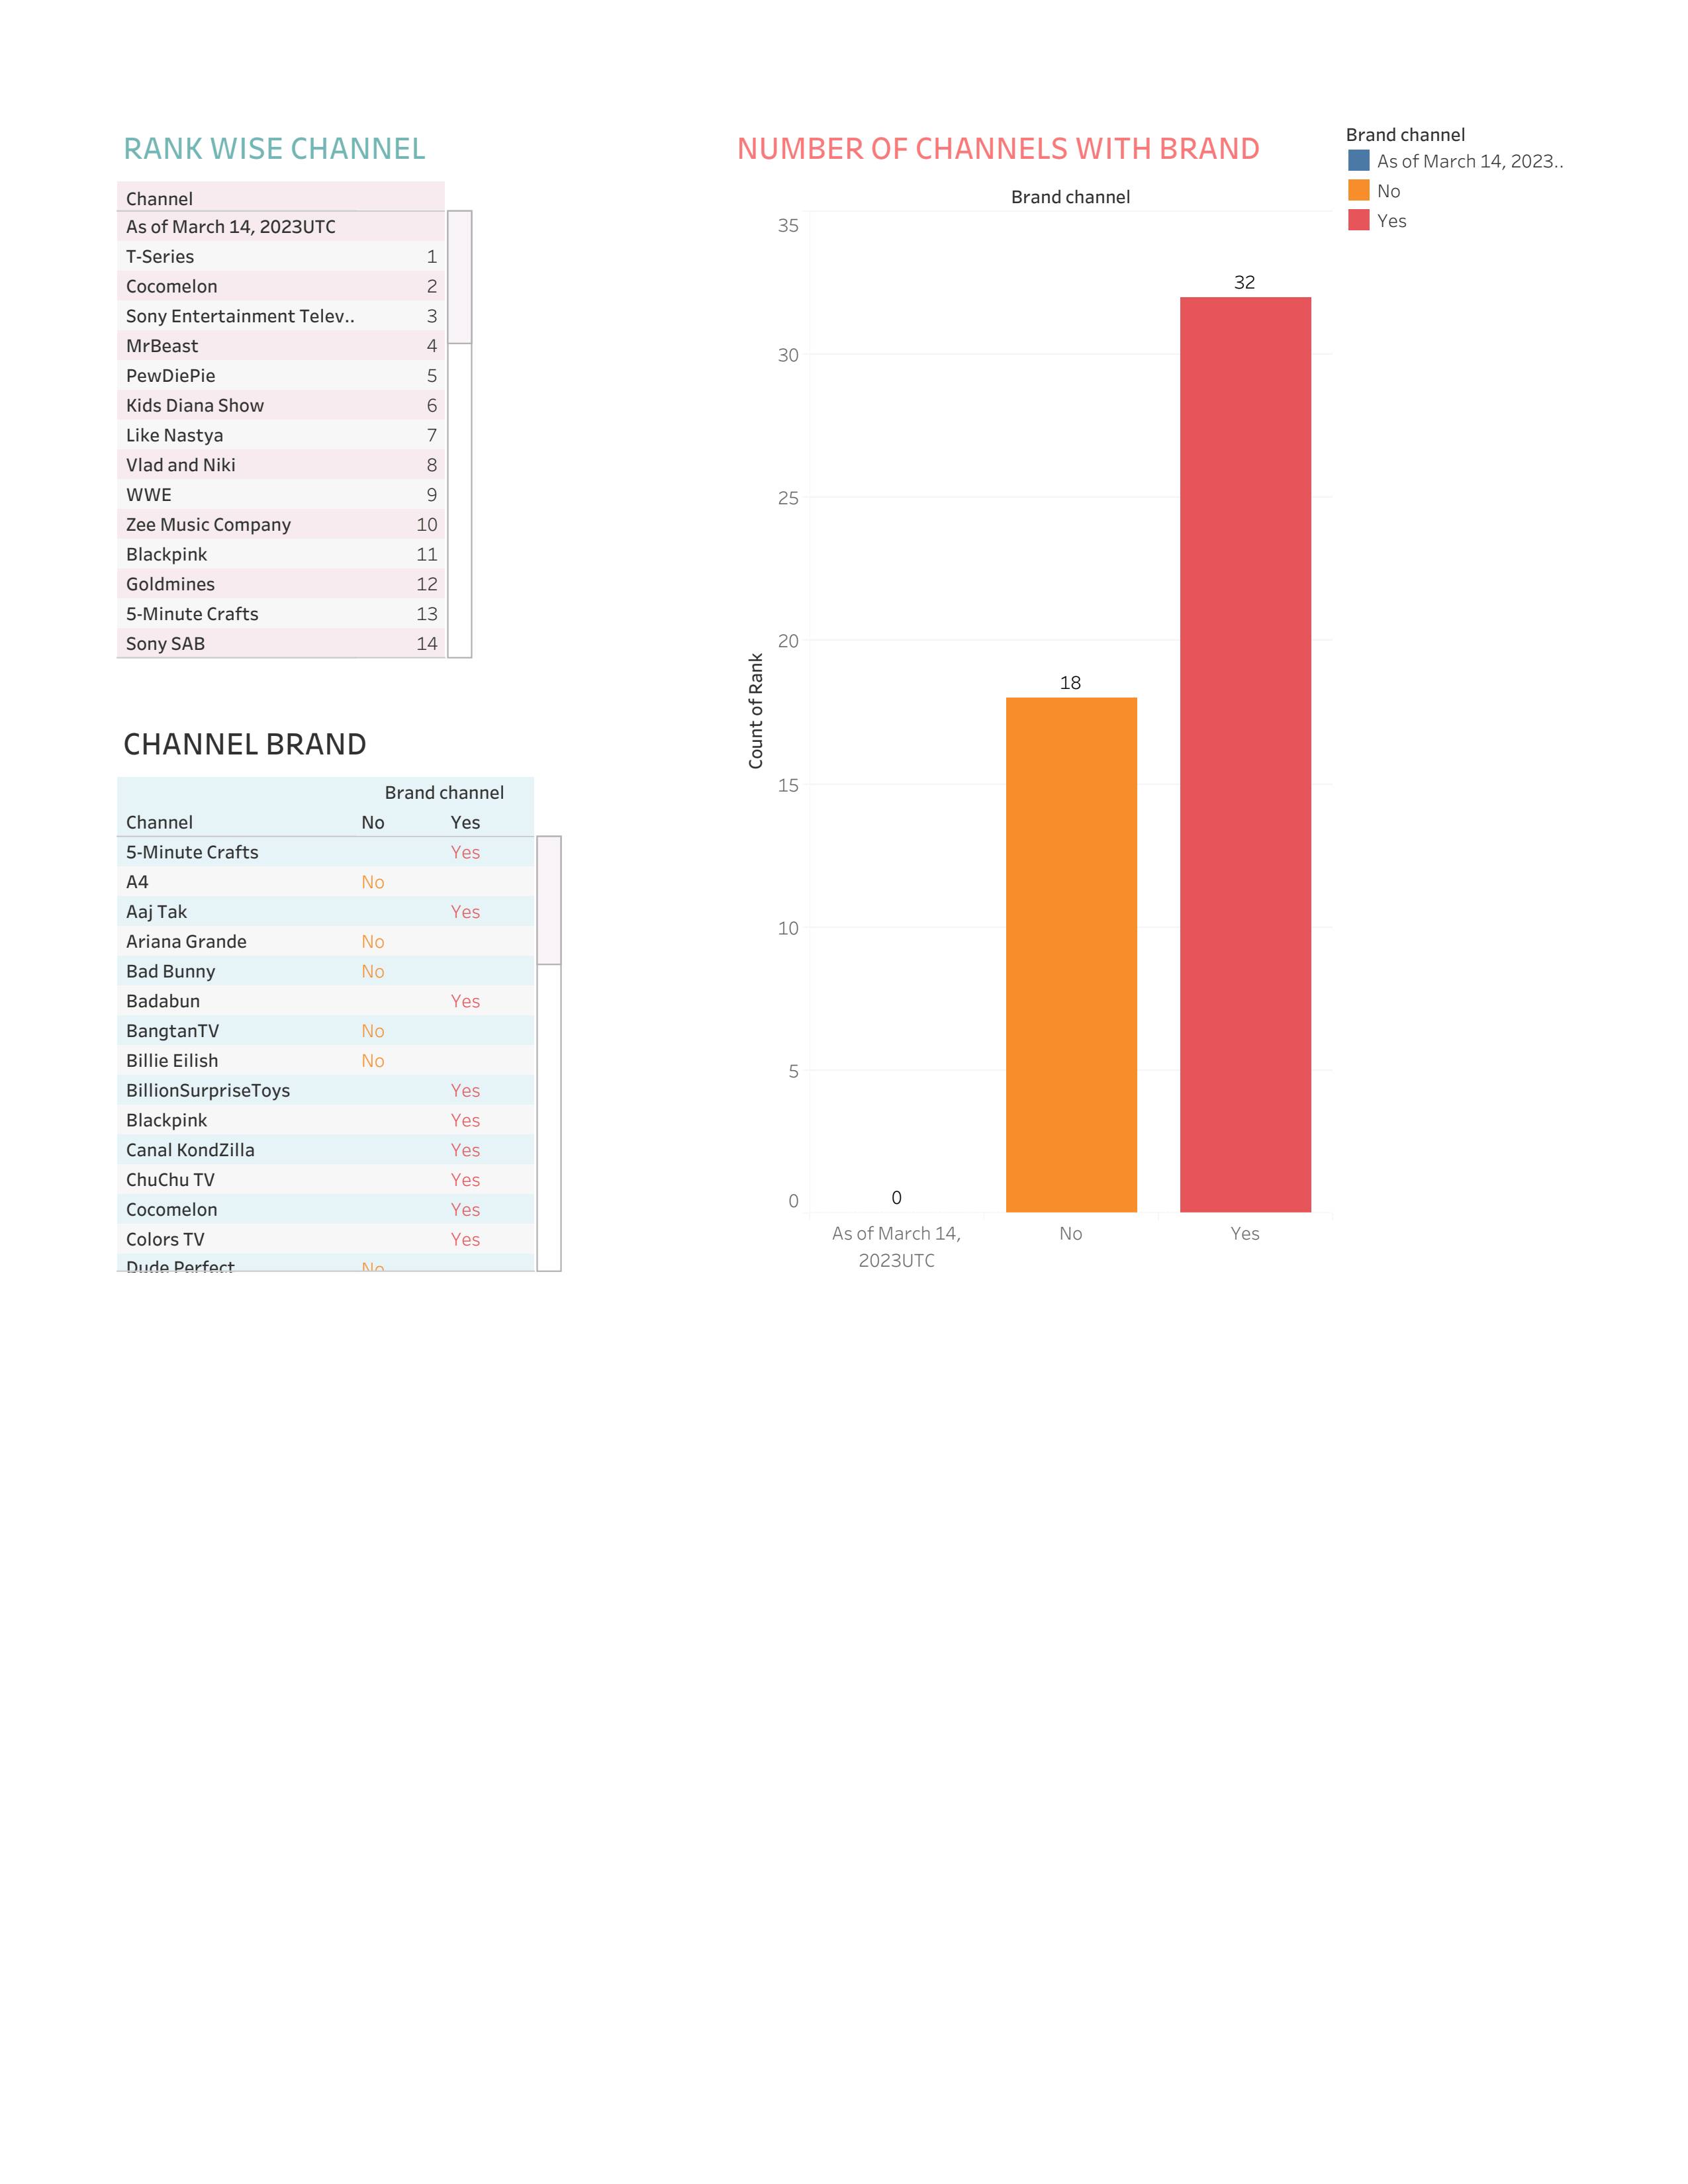 RANK WISE CHANNEL
Channel
As of March 14, 2023UTC
T-Series 1
Cocomelon 2
Sony Entertainment Telev.. 3
MrBeast 4
PewDiePie 5
Kids Diana Show 6
Like Nastya 7
Vlad and Niki 8
WWE 9
Zee Music Company 10
Blackpink 11
Goldmines 12
5-Minute Crafts 13
Sony SAB 14
CHANNEL BRAND
Brand channel
Channel No Yes
5-Minute Crafts Yes
A4 No
Aaj Tak Yes
Ariana Grande No
Bad Bunny No
Badabun Yes
BangtanTV No
Billie Eilish No
BillionSurpriseToys Yes
Blackpink Yes
Canal KondZilla Yes
ChuChu TV Yes
Cocomelon Yes
Colors TV Yes
Dude Perfect No
NUMBER OF CHANNELS WITH BRAND
Brand channel
35
30
25
20
15
10
5
0
Count of Rank
0
18
32
As of March 14,
2023UTC
No
Yes
Brand channel
As of March 14, 2023..
No
Yes